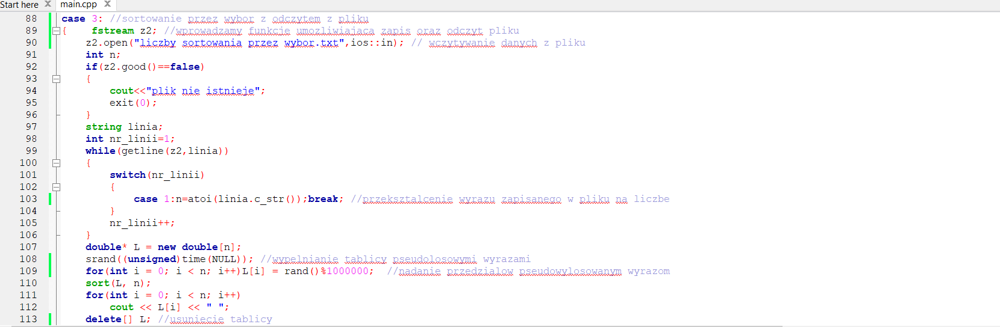 Start here X main.cpp X
88 case 3: //sortowanie przez wybor z odczytem z pliku
89 { fstream z2; //wprowadzamy funkcje umozliwiajaca zapis oraz odczyt pliku
90 z2.open("liczby sortowania przez wybor.txt",ios::in); // wczytywanie danych z pliku
91 int n;
92 if(z2.good()==false)
93 {
94 cout<<"plik nie istnieje";
95 exit(0);
96 }
97 string linia;
98 int nr_linii=1;
99 while(getline(z2,linia))
100 {
101 switch(nr_linii)
102 {
103 case 1:n=atoi(linia.c_str());break; //przeksztalcenie wyrazu zapisanego w pliku na liczbe
104 }
105 nr_linii++;
106 }
107 double* L = new double[n];
108 srand((unsigned)time(NULL)); //wypelnianie tablicy pseudolosowymi wyrazami
109 for(int i = 0; i < n; i++)L[i] = rand()%1000000; //nadanie przedzialow pseudowylosowanym wyrazom
110 sort(L, n);
111 for(int i = 0; i < n; i++)
112 cout << L[i] << " ";
113 delete[] L; //usuniecie tablicy